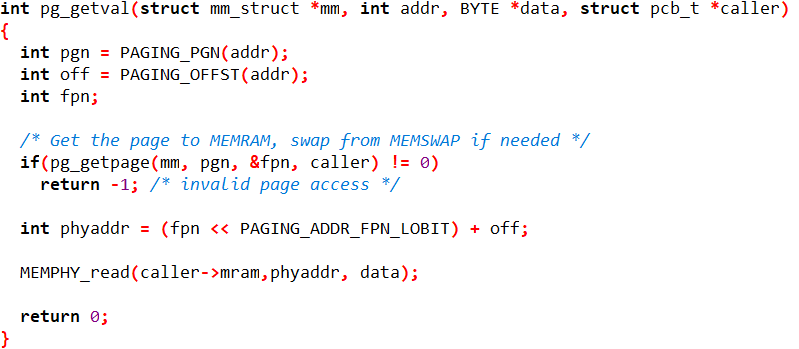 int pg_getval(struct mm_struct *mm, int addr, BYTE *data, struct pcb_t *caller)
{
  int pgn = PAGING_PGN(addr);
  int off = PAGING_OFFST(addr);
  int fpn;

  /* Get the page to MEMRAM, swap from MEMSWAP if needed */
  if(pg_getpage(mm, pgn, &fpn, caller) != 0)
    return -1; /* invalid page access */

  int phyaddr = (fpn << PAGING_ADDR_FPN_LOBIT) + off;

  MEMPHY_read(caller->mram,phyaddr, data);

  return 0;
}